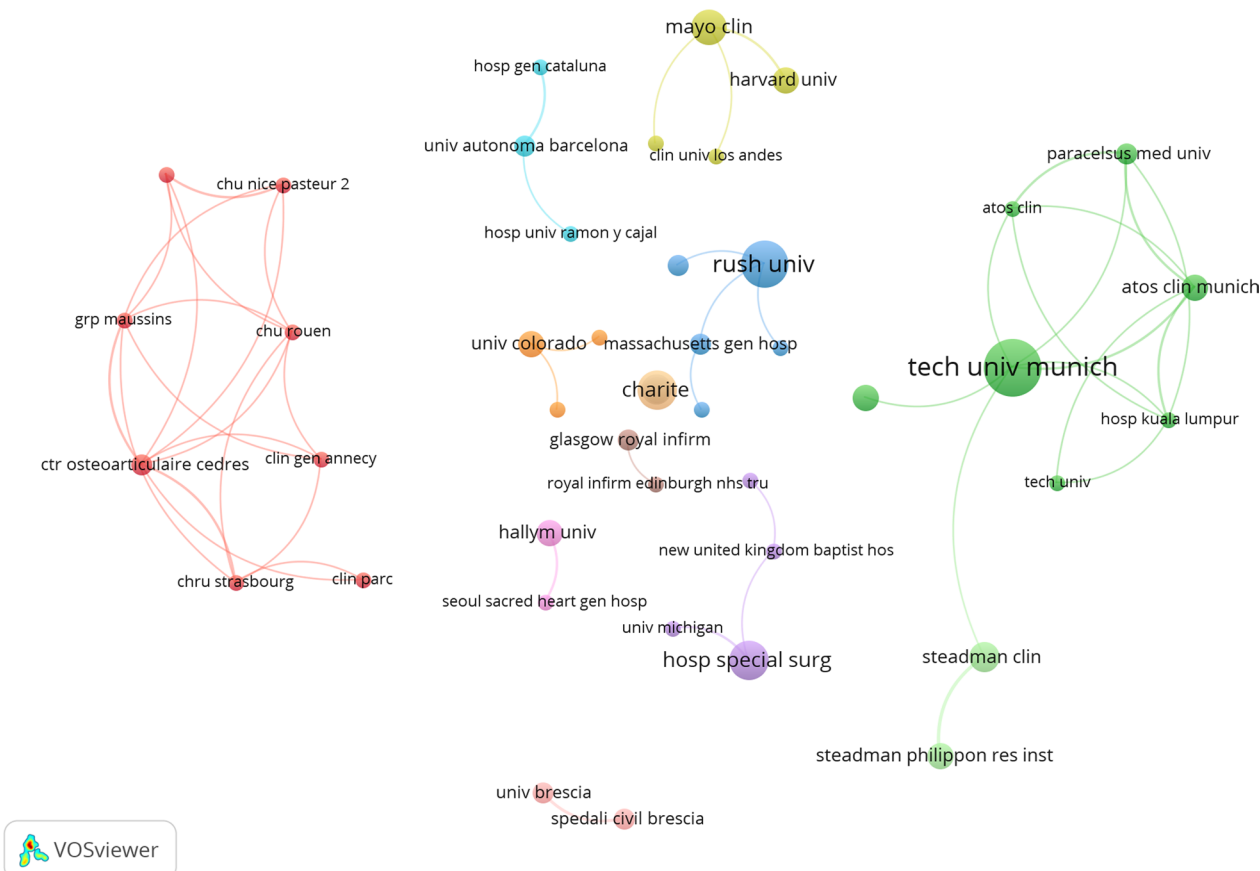 mayo clin
hosp gen cataluna
harvard univ
univ autonoma barcelona
clin univ los andes
paracelsus med univ
chu nice pasteur 2
atos clin
hosp univ ramon y cajal
rush univ
atos clin munich
grp maussins
chu rouen
univ colorado
massachusetts gen hosp
tech univ munich
charite
hosp kuala lumpur
glasgow royal infirm
ctr osteoarticulaire cedres
clin gen annecy
royal infirm edinburgh nhs tru
tech univ
hallym univ
new united kingdom baptist hos
chru strasbourg
clin parc
seoul sacred heart gen hosp
univ michigan
hosp special surg
steadman clin
steadman philippon res inst
univ brescia
spedali civil brescia
VOSviewer